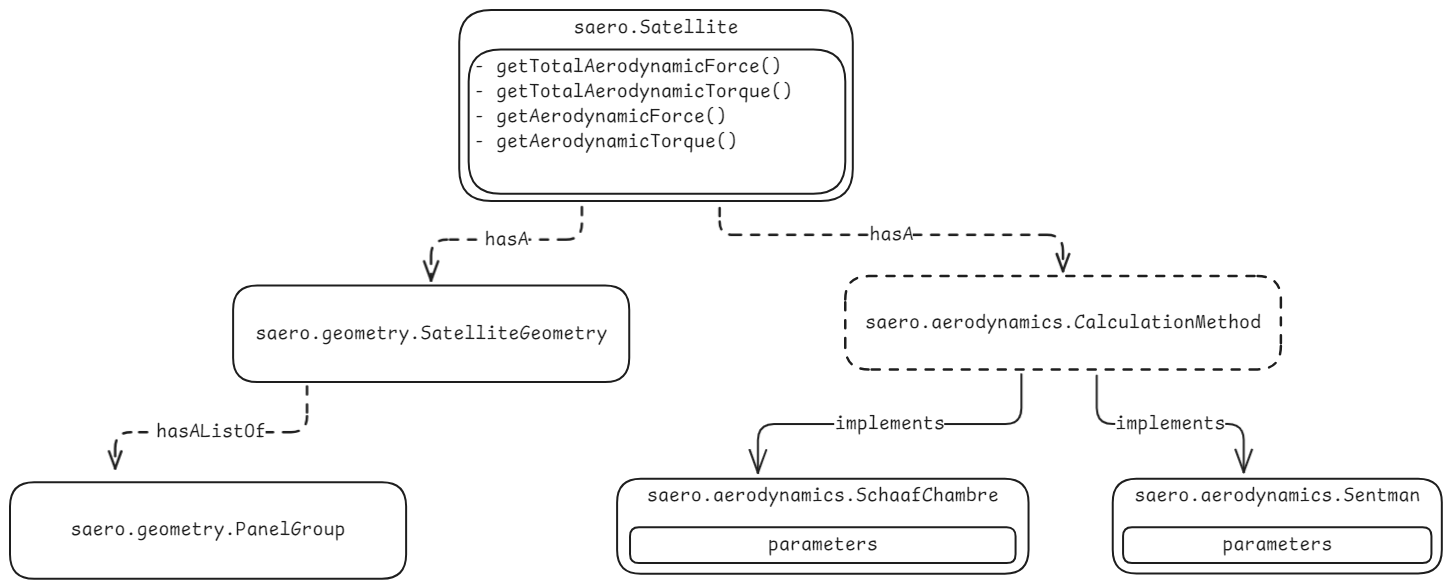 saero.Satellite
- getTotalAerodynamicForce()
- getTotalAerodynamicTorque()
- getAerodynamicForce()
- getAerodynamicTorque()
hasA
hasA
saero.geometry.SatelliteGeometry
saero.aerodynamics.CalculationMethod
hasAListOf
implements
implements
saero.geometry.PanelGroup
saero.aerodynamics.SchaafChambre
parameters
saero.aerodynamics.Sentman
parameters